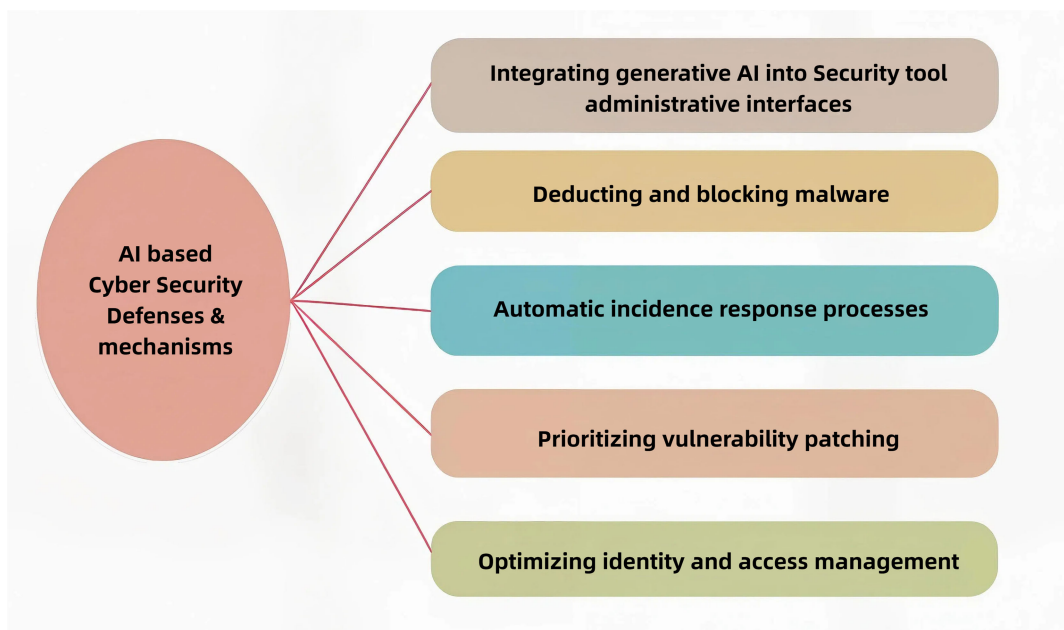 AI based
Cyber Security
Defenses &
mechanisms
Integrating generative AI into Security tool
administrative interfaces
Deducting and blocking malware
Automatic incidence response processes
Prioritizing vulnerability patching
Optimizing identity and access management